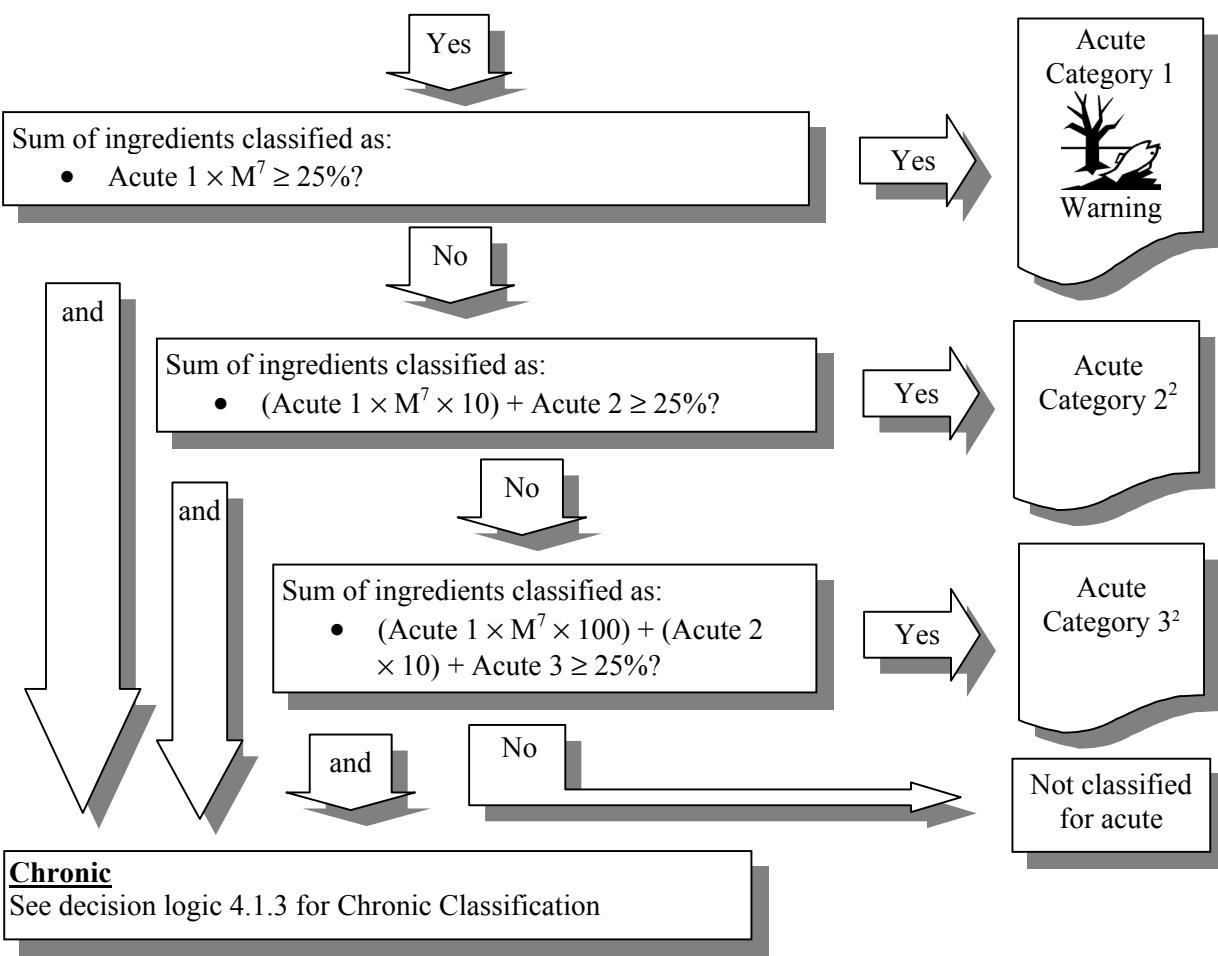 Yes
Acute
Category 1
Warning
Sum of ingredients classified as:
• Acute 1 × M⁷ ≥ 25%?
Yes
No
and
Sum of ingredients classified as:
• (Acute 1 × M⁷ × 10) + Acute 2 ≥ 25%?
Yes
Acute
Category 2²
No
and
Sum of ingredients classified as:
• (Acute 1 × M⁷ × 100) + (Acute 2
× 10) + Acute 3 ≥ 25%?
Yes
Acute
Category 3²
and
No
Not classified
for acute
Chronic
See decision logic 4.1.3 for Chronic Classification